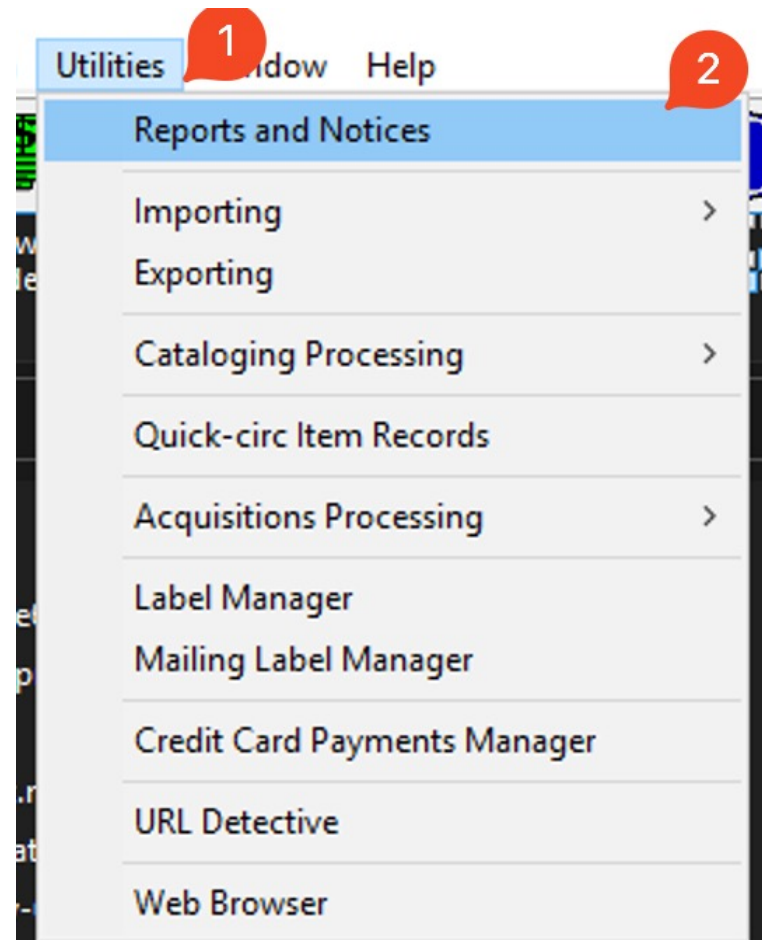 Utilities 1 ndow Help 2
Reports and Notices
Importing
Exporting
Cataloging Processing
Quick-circ Item Records
Acquisitions Processing
Label Manager
Mailing Label Manager
Credit Card Payments Manager
URL Detective
Web Browser